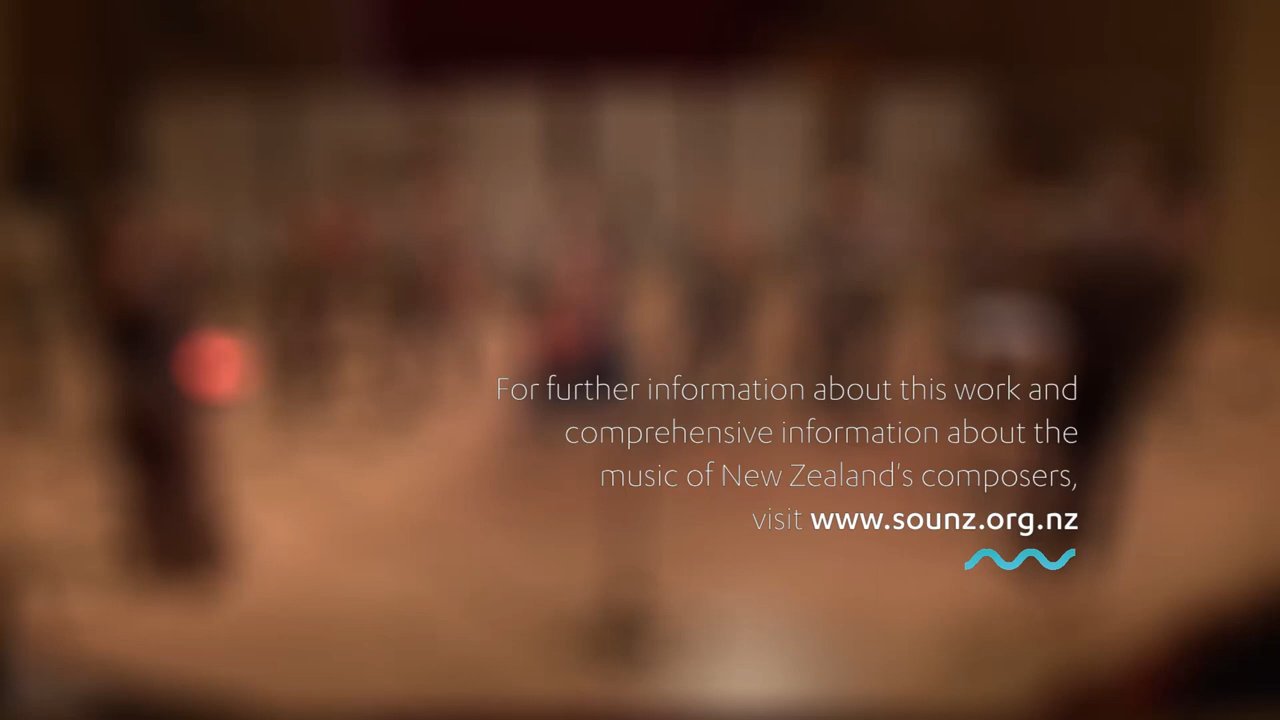 For further information about this work and
comprehensive information about the
music of New Zealand's composers,
visit www.sounz.org.nz